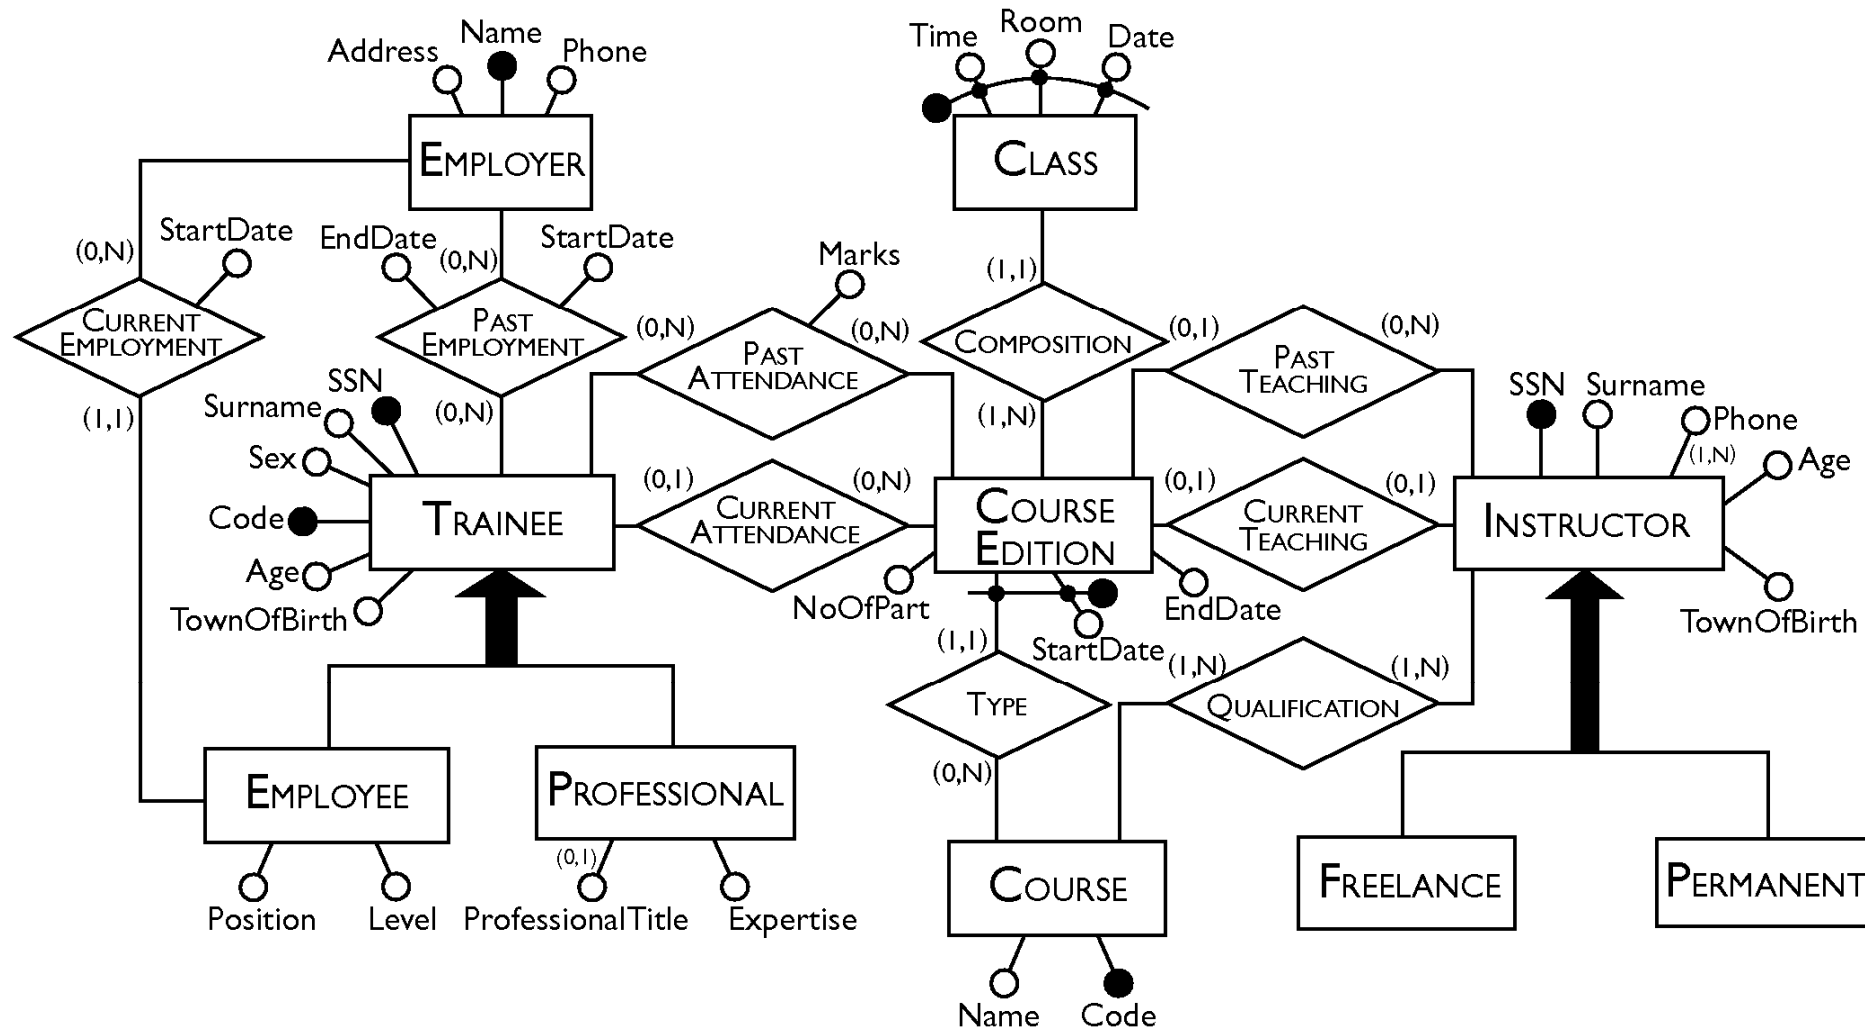 Name
Address
Phone
EMPLOYER
Time
Room
Date
CLASS
(0,N)
StartDate
EndDate
(0,N)
StartDate
CURRENT
EMPLOYMENT
PAST
EMPLOYMENT
(1,1)
(0,N)
Marks
(0,N)
(0,N)
PAST
ATTENDANCE
(1,1)
COMPOSITION
(1,N)
(0,1)
(0,N)
PAST
TEACHING
SSN
Surname
Sex
Code
Age
TownOfBirth
TRAINEE
(0,1)
(0,N)
CURRENT
ATTENDANCE
COURSE
EDITION
NoOfPart
StartDate
EndDate
(0,1)
(0,1)
CURRENT
TEACHING
SSN
Surname
Phone
(1,N)
Age
INSTRUCTOR
TownOfBirth
(1,1)
TYPE
(0,N)
(1,N)
(1,N)
QUALIFICATION
EMPLOYEE
Position
Level
PROFESSIONAL
(0,1)
ProfessionalTitle
Expertise
COURSE
Name
Code
FREELANCE
PERMANENT